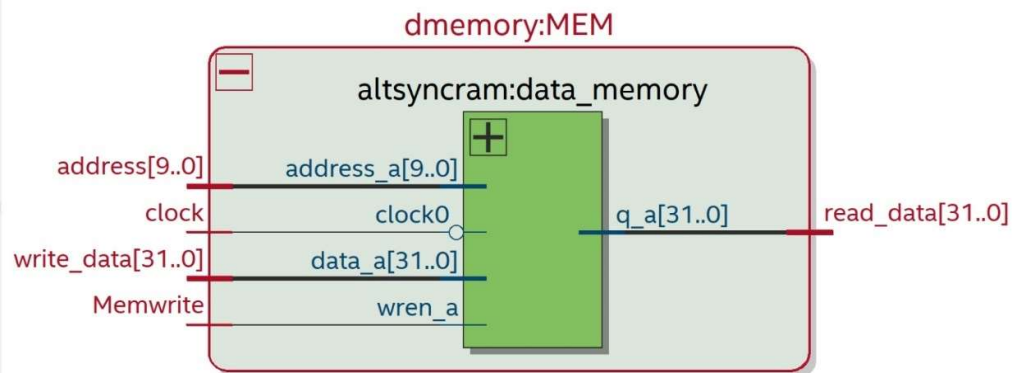 dmemory:MEM
altsyncram:data_memory
address[9..0]
address_a[9..0]
clock
clock0
q_a[31..0]
read_data[31..0]
write_data[31..0]
data_a[31..0]
Memwrite
wren_a